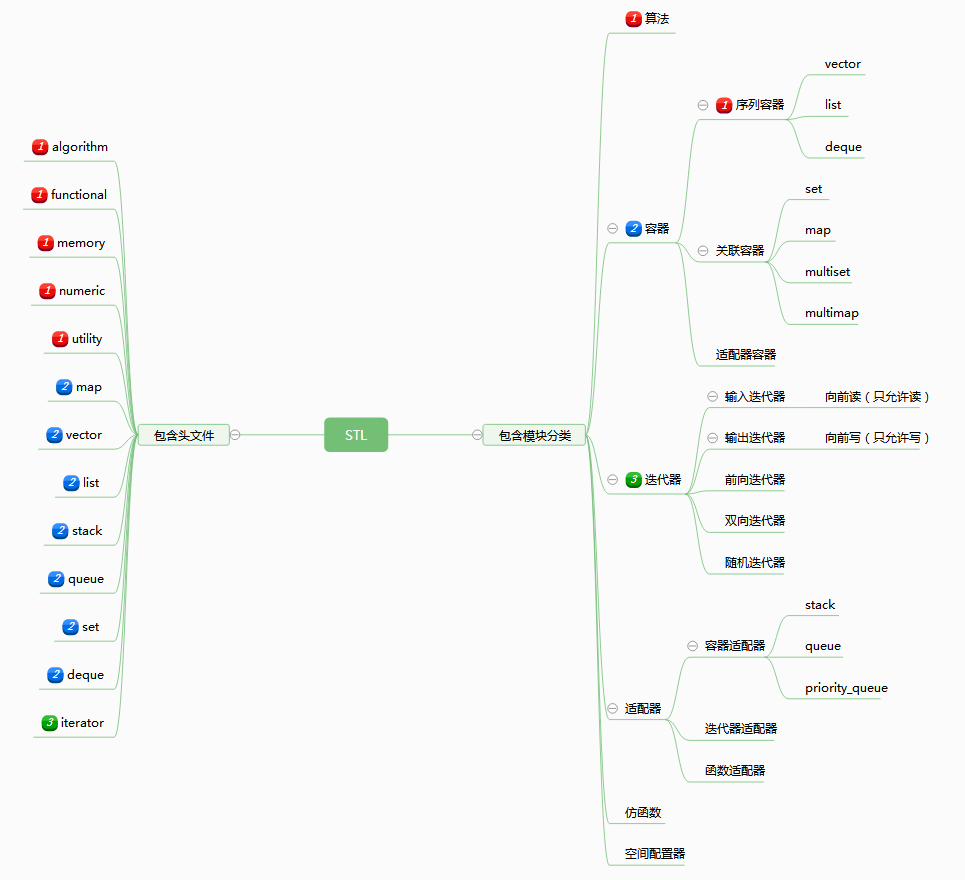 STL
包含头文件
1 algorithm
1 functional
1 memory
1 numeric
1 utility
2 map
2 vector
2 list
2 stack
2 queue
2 set
2 deque
3 iterator
包含模块分类
1 算法
2 容器
1 序列容器
vector
list
deque
关联容器
set
map
multiset
multimap
适配器容器
3 迭代器
输入迭代器
向前读（只允许读）
输出迭代器
向前写（只允许写）
前向迭代器
双向迭代器
随机迭代器
适配器
容器适配器
stack
queue
priority_queue
迭代器适配器
函数适配器
仿函数
空间配置器